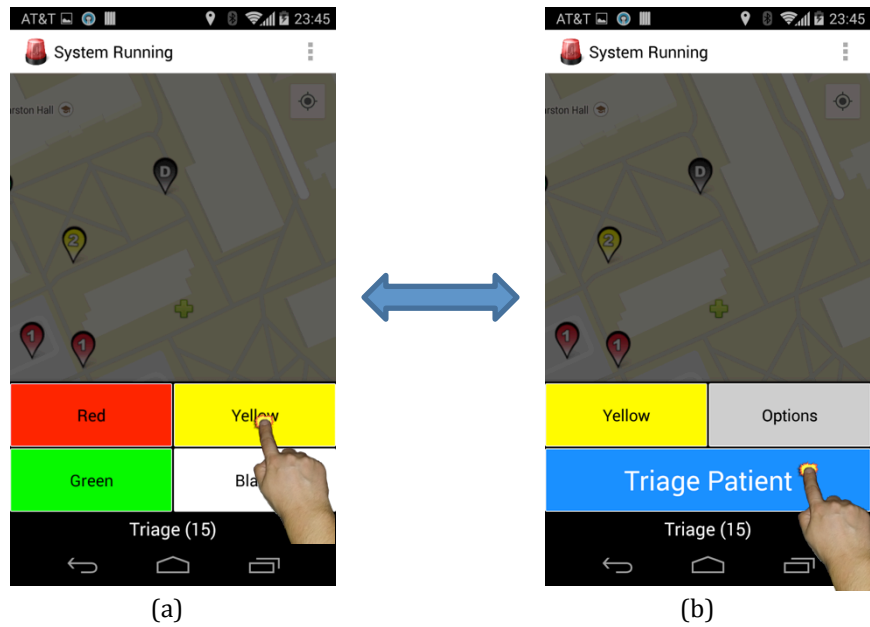 AT&T 23:45
System Running
rston Hall
D
2
1 1
Red Yellow
Green Bla
Triage (15)
(a)
AT&T 23:45
System Running
rston Hall
D
2
1 1
Yellow Options
Triage Patient
Triage (15)
(b)